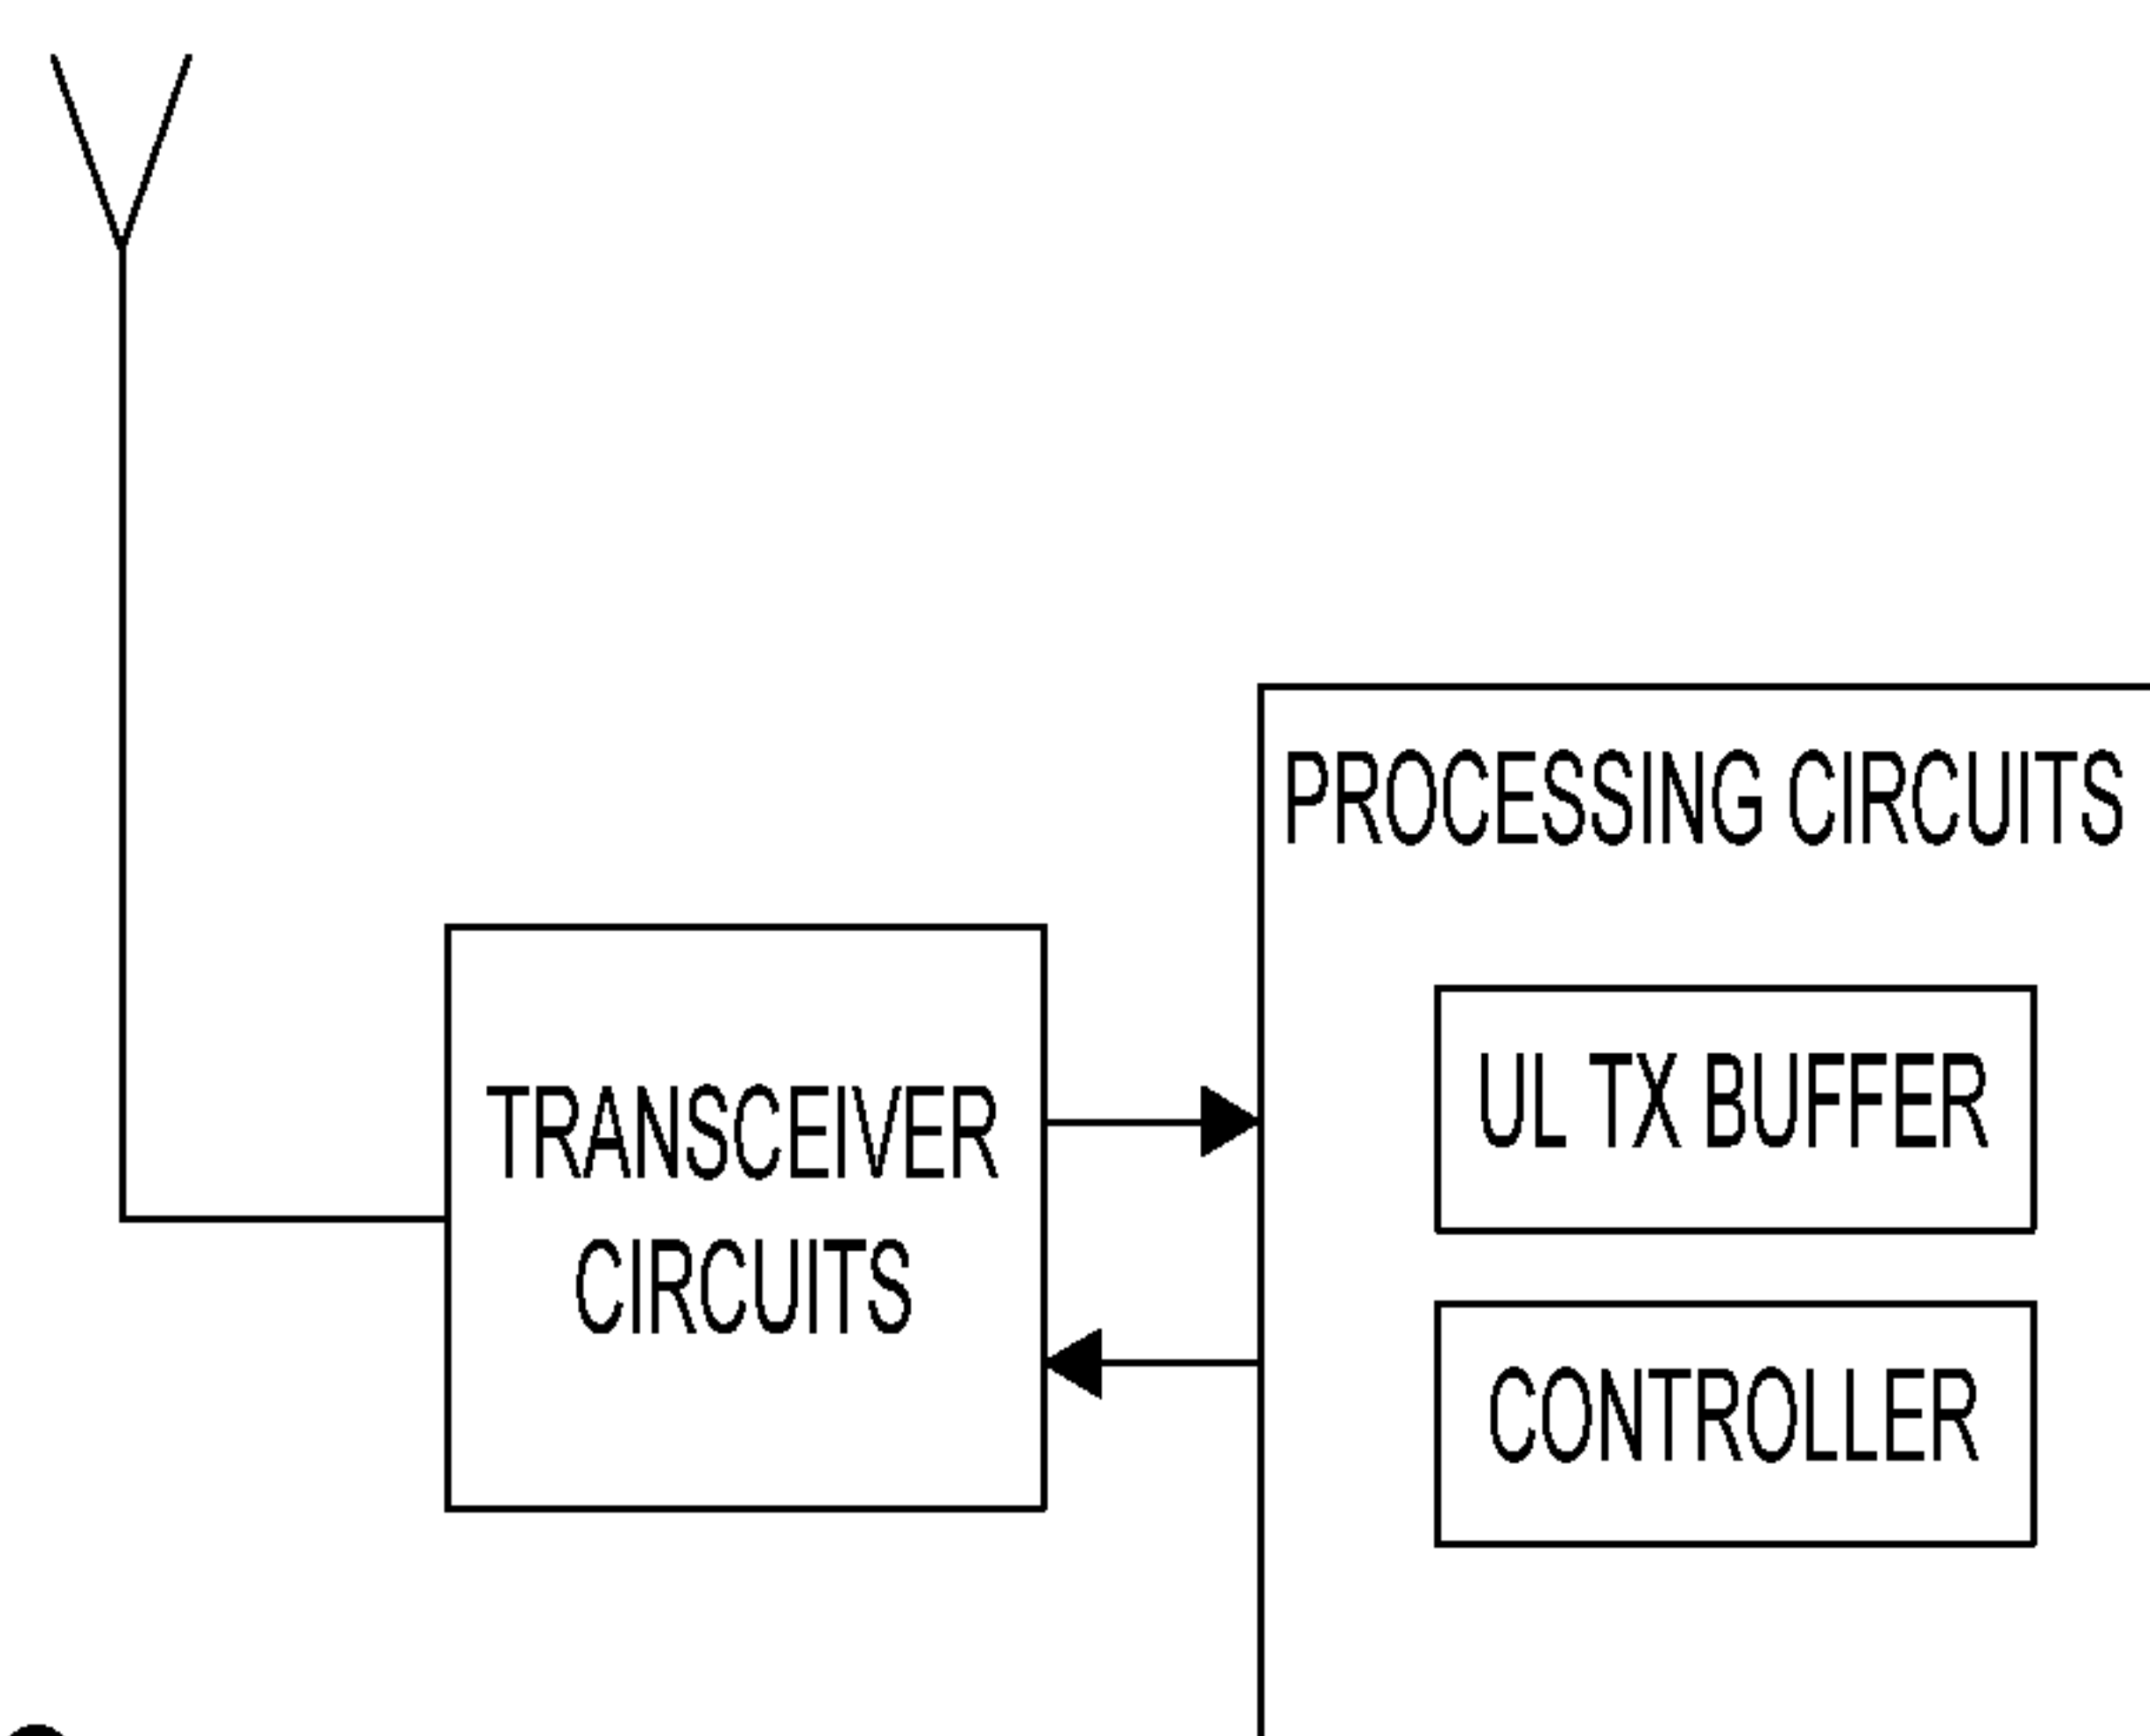 PROCESSING CIRCUITS
UL TX BUFFER
TRANSCEIVER
CIRCUITS
CONTROLLER